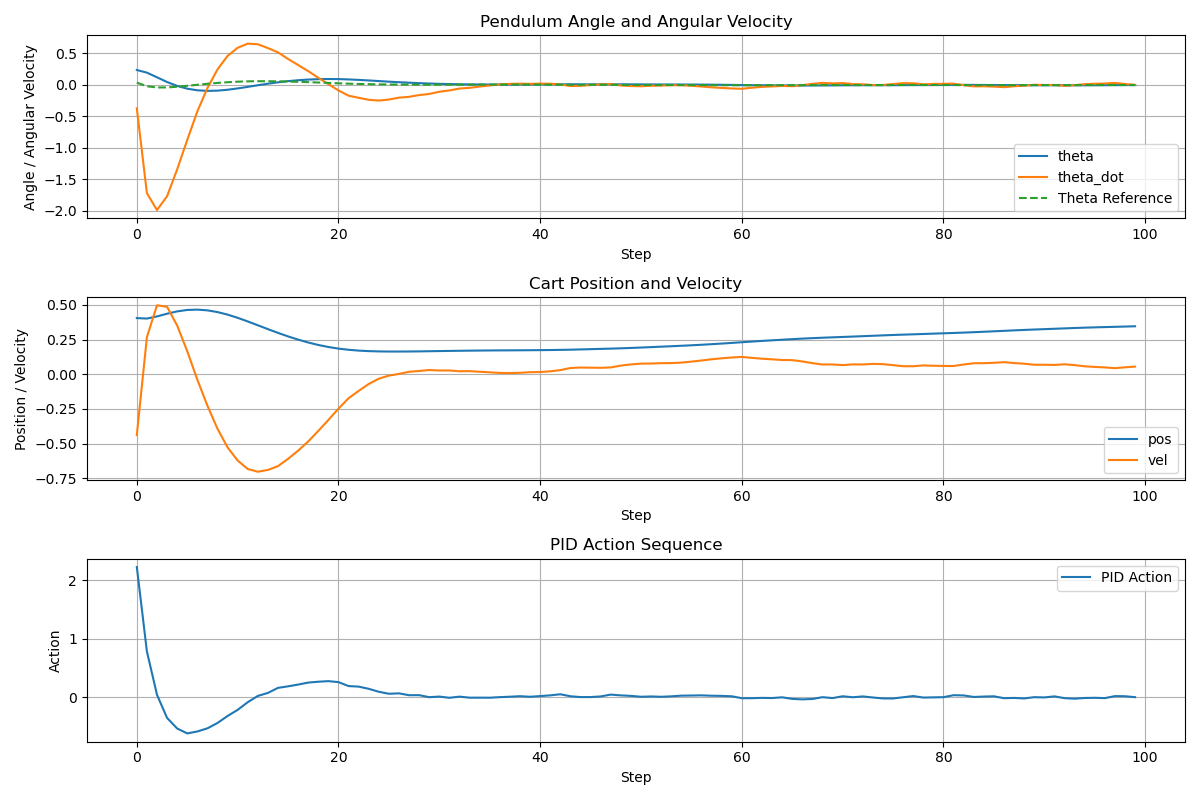 Pendulum Angle and Angular Velocity
Angle / Angular Velocity
0.5
0.0
−0.5
−1.0
−1.5
−2.0
theta
theta_dot
Theta Reference
0 20 40 60 80 100
Step
Cart Position and Velocity
Position / Velocity
0.50
0.25
0.00
−0.25
−0.50
−0.75
pos
vel
0 20 40 60 80 100
Step
PID Action Sequence
Action
2
1
0
PID Action
0 20 40 60 80 100
Step